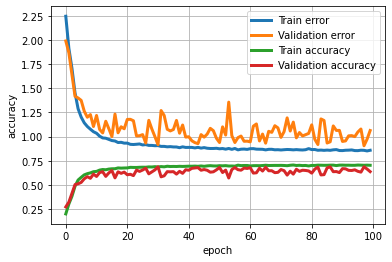 2.25
2.00
1.75
1.50
1.25
1.00
0.75
0.50
0.25
accuracy
Train error
Validation error
Train accuracy
Validation accuracy
0 20 40 60 80 100
epoch